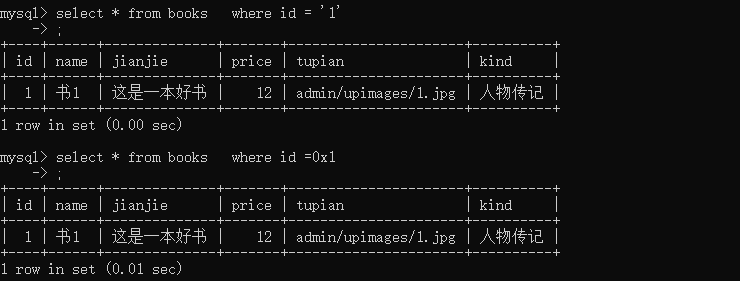 mysql> select * from books   where id = '1'
    -> ;
+----+------+--------------+-------+----------------------+----------+
| id | name | jianjie      | price | tupian               | kind     |
+----+------+--------------+-------+----------------------+----------+
|  1 | 书1  | 这是一本好书 |    12 | admin/upimages/1.jpg | 人物传记 |
+----+------+--------------+-------+----------------------+----------+
1 row in set (0.00 sec)
mysql> select * from books   where id =0x1
    -> ;
+----+------+--------------+-------+----------------------+----------+
| id | name | jianjie      | price | tupian               | kind     |
+----+------+--------------+-------+----------------------+----------+
|  1 | 书1  | 这是一本好书 |    12 | admin/upimages/1.jpg | 人物传记 |
+----+------+--------------+-------+----------------------+----------+
1 row in set (0.01 sec)